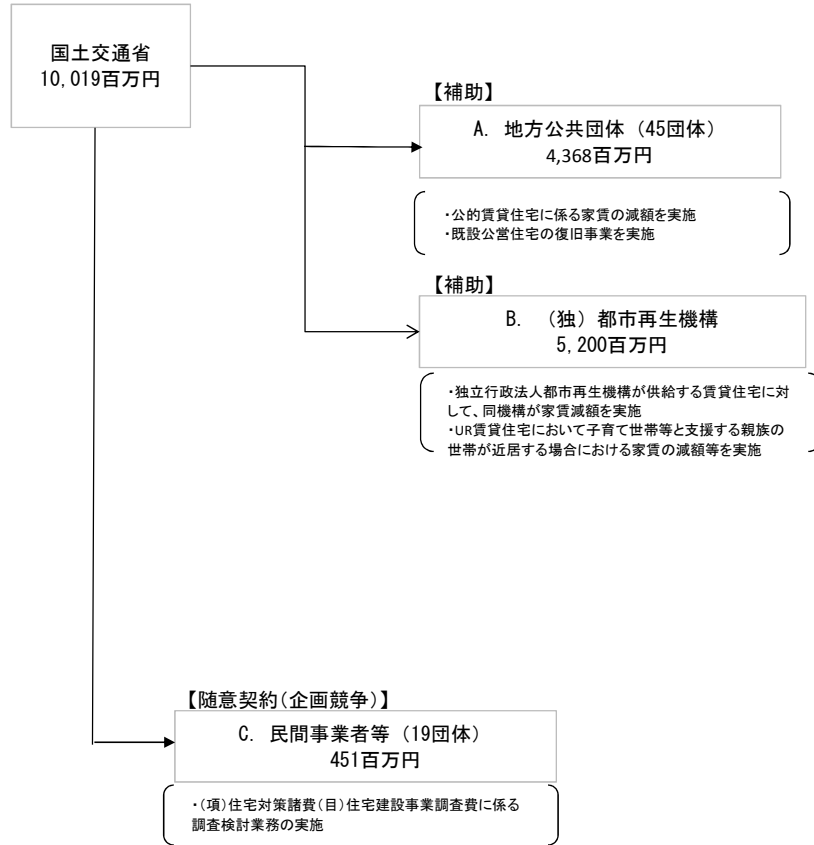 国土交通省
10,019百万円
【補助】
A. 地方公共団体（45団体）
4,368百万円
・公的賃貸住宅に係る家賃の減額を実施
・既設公営住宅の復旧事業を実施
【補助】
B. （独）都市再生機構
5,200百万円
・独立行政法人都市再生機構が供給する賃貸住宅に対
して、同機構が家賃減額を実施
・UR賃貸住宅において子育て世帯等と支援する親族の
世帯が近居する場合における家賃の減額等を実施
【随意契約（企画競争）】
C. 民間事業者等（19団体）
451百万円
・（項）住宅対策諸費（目）住宅建設事業調査費に係る
調査検討業務の実施